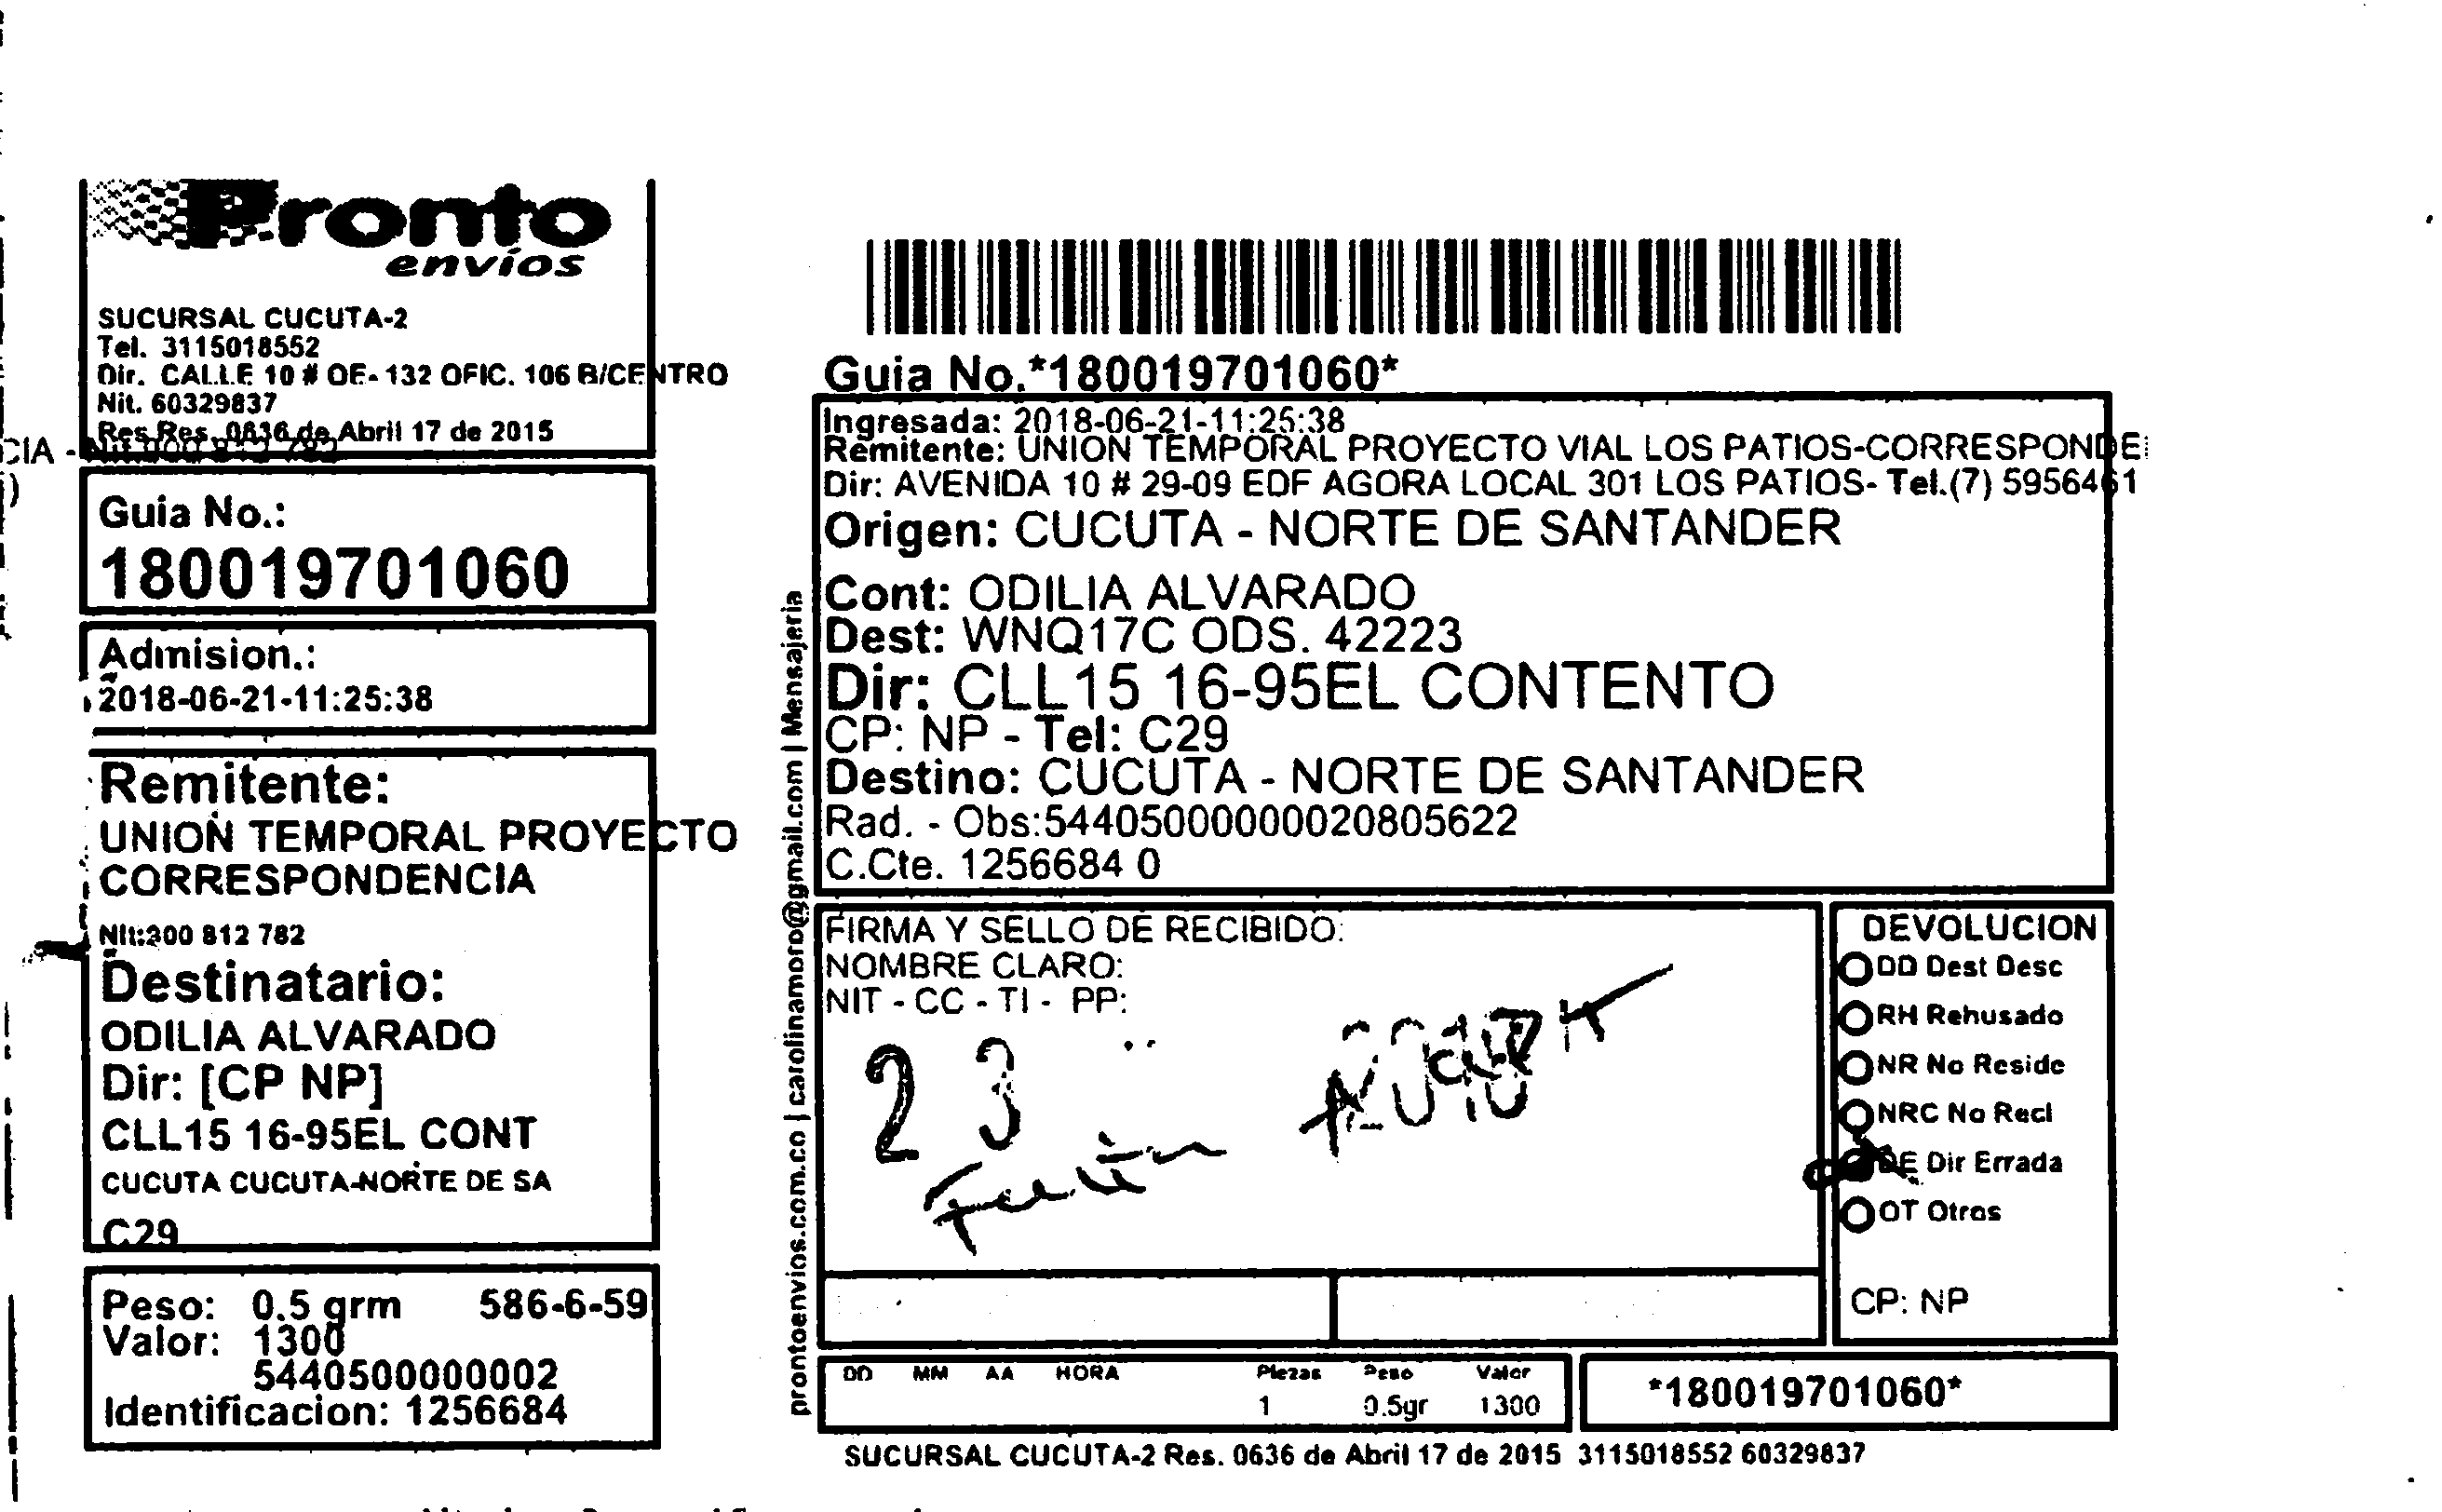 Pronto
envíos
SUCURSAL CUCUTA-2
Tel. 3115018552
Dir. CALLE 10 # OE-132 OFIC. 106 B/CENTRO
Nit. 60329837
Res Res. 0636 de Abril 17 de 2015
CIA -
Guia No.:
180019701060
Admision.:
2018-06-21-11:25:38
Remitente:
UNION TEMPORAL PROYECTO
CORRESPONDENCIA
Nit:900 812 782
Destinatario:
ODILIA ALVARADO
Dir: [CP NP]
CLL15 16-95EL CONT
CUCUTA CUCUTA-NORTE DE SA
C29
Peso: 0.5 grm 586-6-59
Valor: 1300
5440500000002
Identificacion: 1256684
prontoenvios.com.co | carolinamoro@gmail.com | Mensajeria
Guia No.*180019701060*
Ingresada: 2018-06-21-11:25:38
Remitente: UNION TEMPORAL PROYECTO VIAL LOS PATIOS-CORRESPONDE
Dir: AVENIDA 10 # 29-09 EDF AGORA LOCAL 301 LOS PATIOS- Tel.(7) 5956461
Origen: CUCUTA - NORTE DE SANTANDER
Cont: ODILIA ALVARADO
Dest: WNQ17C ODS. 42223
Dir: CLL15 16-95EL CONTENTO
CP: NP - Tel: C29
Destino: CUCUTA - NORTE DE SANTANDER
Rad. - Obs:544050000000020805622
C.Cte. 1256684 0
FIRMA Y SELLO DE RECIBIDO:
NOMBRE CLARO:
NIT - CC - TI - PP:
23
DEVOLUCION
DD Dest Desc
RH Rehusado
NR No Reside
NRC No Recl
DE Dir Errada
OT Otros
CP: NP
DD MM AA HORA Piezas Peso Valor
1 0.5gr 1300
*180019701060*
SUCURSAL CUCUTA-2 Res. 0636 de Abril 17 de 2015 3115018552 60329837